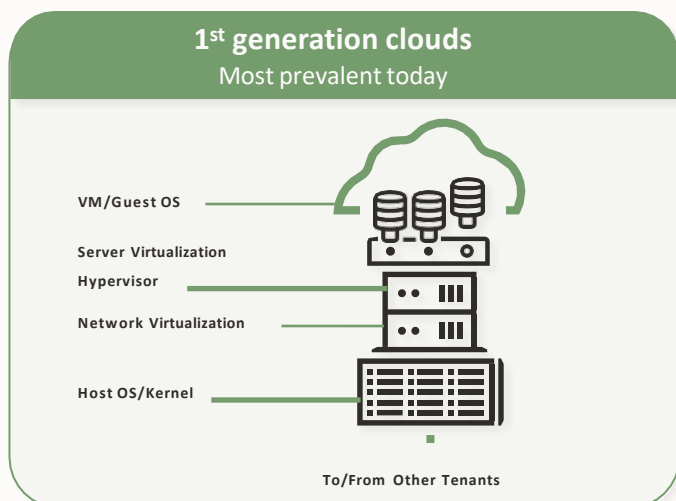 1st generation clouds
Most prevalent today
VM/Guest OS
Server Virtualization
Hypervisor
Network Virtualization
Host OS/Kernel
To/From Other Tenants